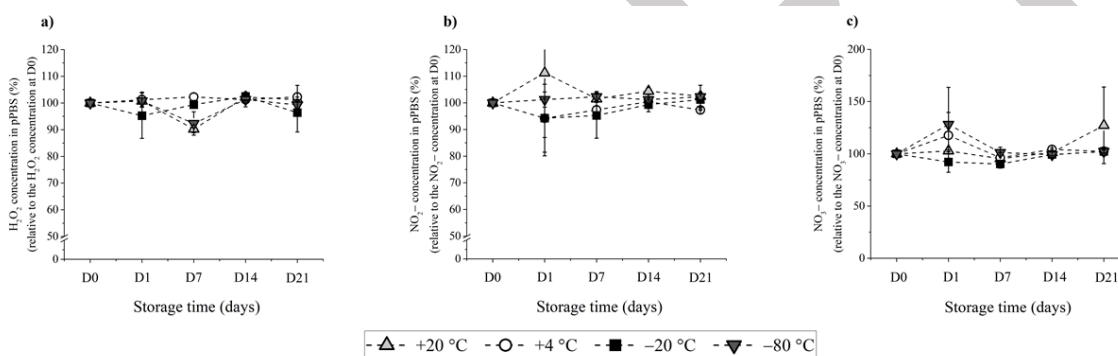 a)
H₂O₂ concentration in pPBS (%)
(relative to the H₂O₂ concentration at D0)
120
110
100
90
80
70
60
50
0
D0 D1 D7 D14 D21
Storage time (days)
b)
NO₂− concentration in pPBS (%)
(relative to the NO₂− concentration at D0)
120
110
100
90
80
70
60
50
0
D0 D1 D7 D14 D21
Storage time (days)
c)
NO₃− concentration in pPBS (%)
(relative to the NO₃− concentration at D0)
200
150
100
50
0
D0 D1 D7 D14 D21
Storage time (days)
+20 °C +4 °C −20 °C −80 °C